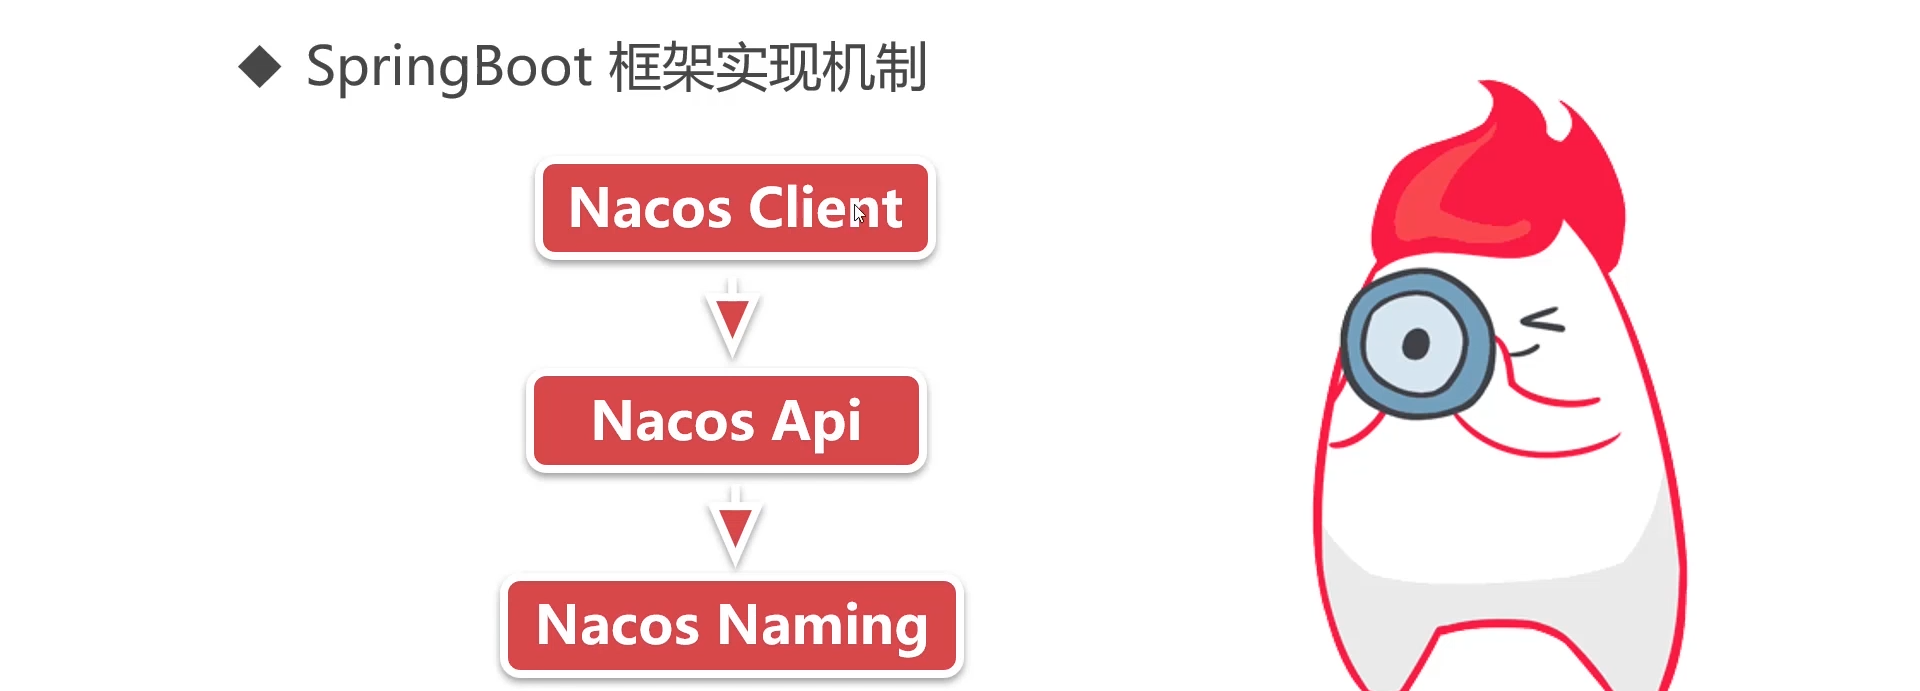 SpringBoot 框架实现机制
Nacos Client
Nacos Api
Nacos Naming